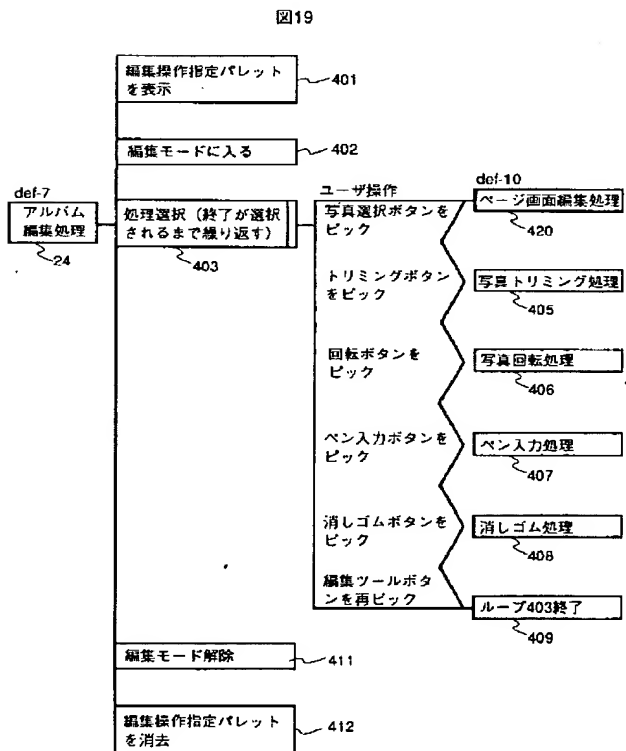 図19
編集操作指定パレット
を表示
401
編集モードに入る
402
def-7
アルバム
編集処理
24
処理選択（終了が選択
されるまで繰り返す）
403
ユーザ操作
写真選択ボタンを
ピック
def-10
ページ画面編集処理
420
トリミングボタン
をピック
写真トリミング処理
405
回転ボタンを
ピック
写真回転処理
406
ペン入力ボタンを
ピック
ペン入力処理
407
消しゴムボタンを
ピック
消しゴム処理
408
編集ツールボタ
ンを再ピック
ループ403終了
409
編集モード解除
411
編集操作指定パレット
を消去
412